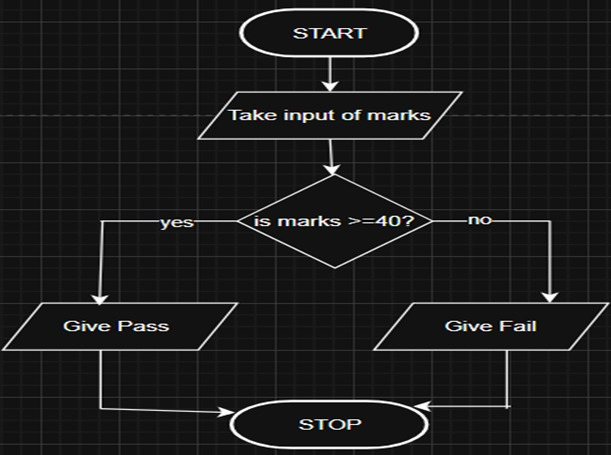 START
Take input of marks
is marks >=40?
yes
no
Give Pass
Give Fail
STOP